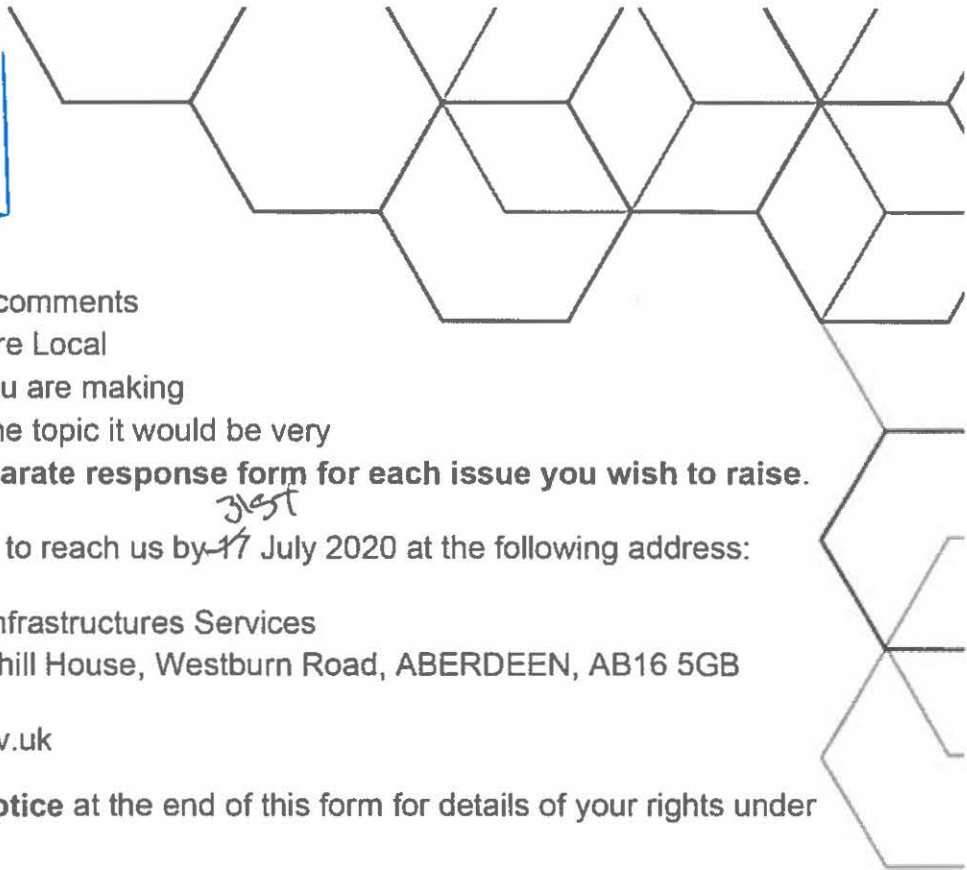 comments
re Local
u are making
ne topic it would be very
arate response form for each issue you wish to raise.
31st
to reach us by 17 July 2020 at the following address:
nfrastructures Services
hill House, Westburn Road, ABERDEEN, AB16 5GB
v.uk
otice at the end of this form for details of your rights under